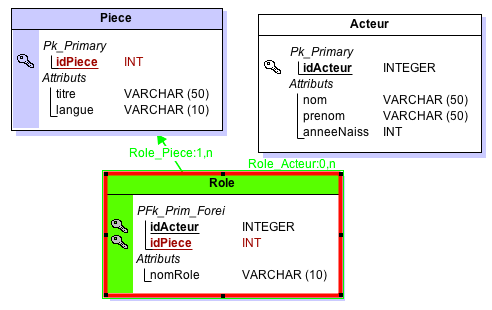 Piece
Pk_Primary
idPiece INT
Attributs
titre VARCHAR (50)
langue VARCHAR (10)
Acteur
Pk_Primary
idActeur INTEGER
Attributs
nom VARCHAR (50)
prenom VARCHAR (50)
anneeNaiss INT
Role_Piece:1,n
Role_Acteur:0,n
Role
PFk_Prim_Forei
idActeur INTEGER
idPiece INT
Attributs
nomRole VARCHAR (10)